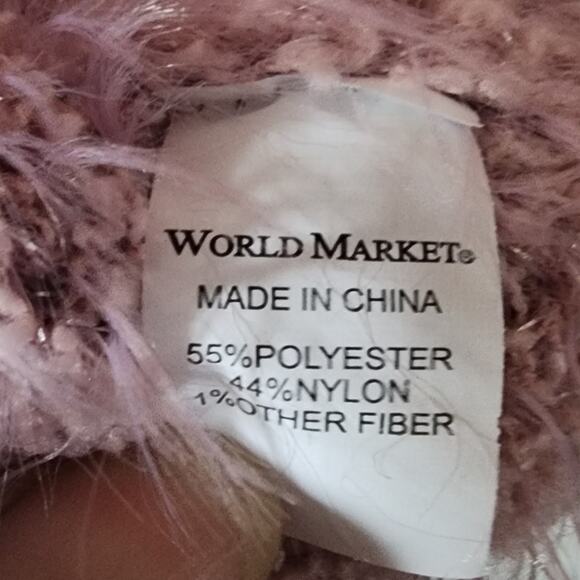 WORLD MARKET®
MADE IN CHINA
55%POLYESTER
44%NYLON
1%OTHER FIBER